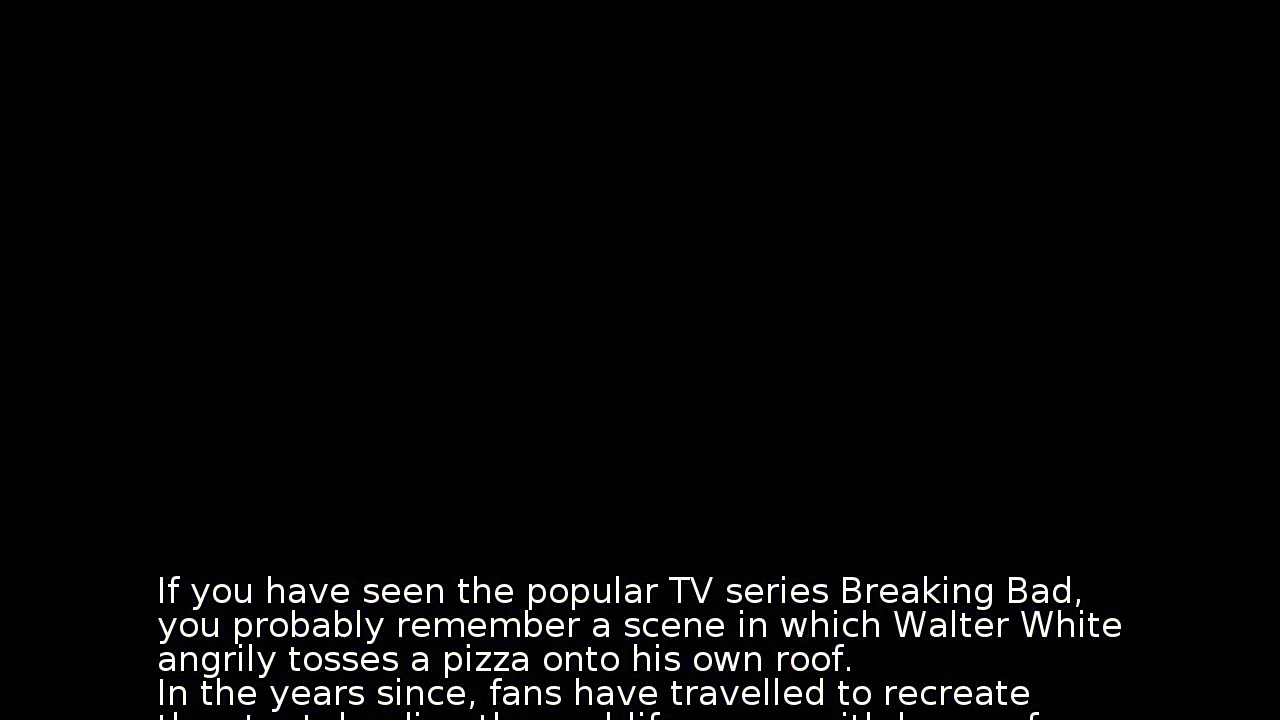 If you have seen the popular TV series Breaking Bad,
you probably remember a scene in which Walter White
angrily tosses a pizza onto his own roof.
In the years since, fans have travelled to recreate